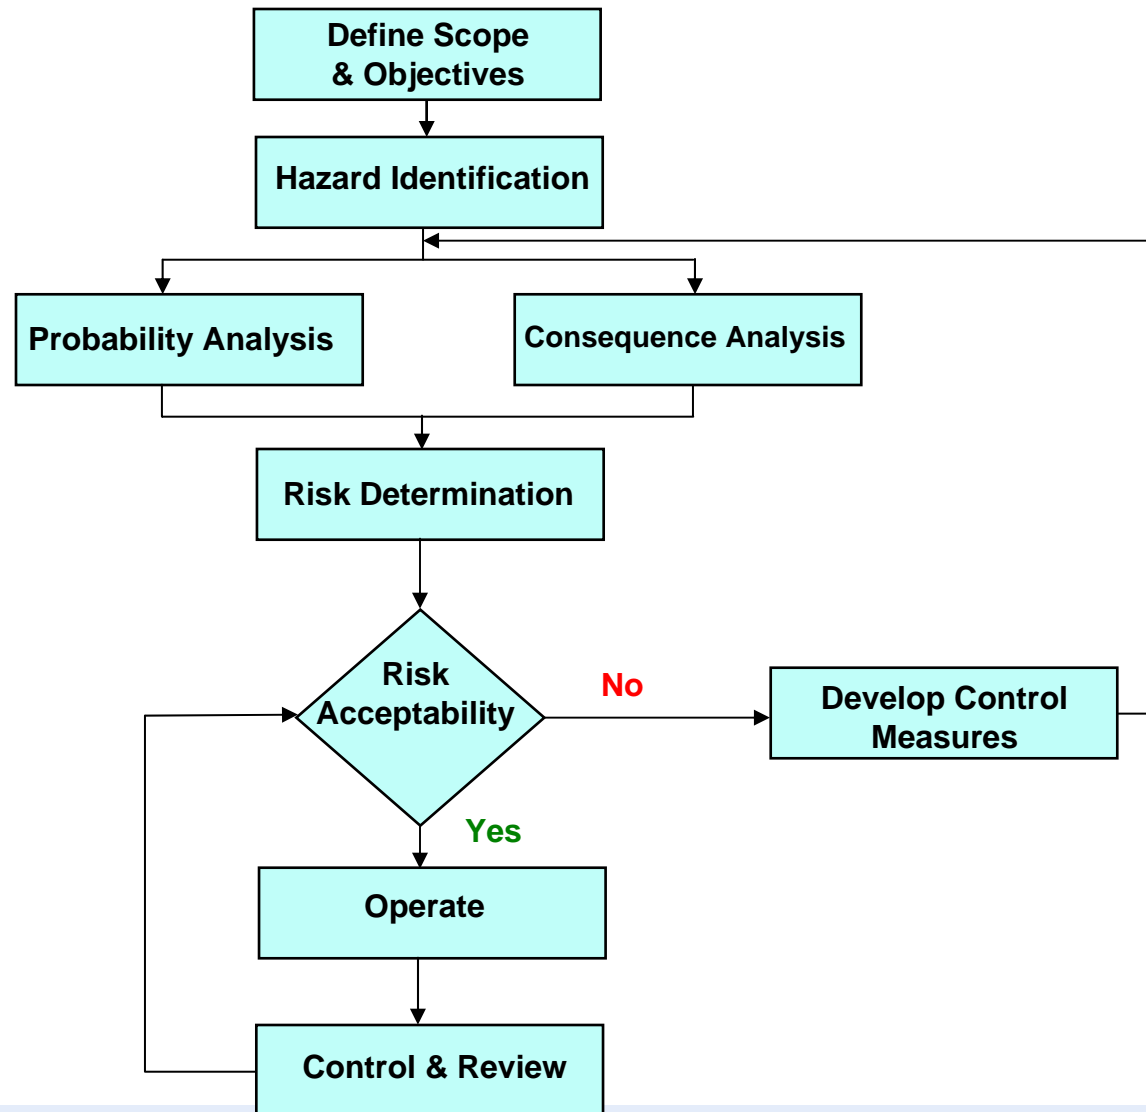 Define Scope
& Objectives
Hazard Identification
Probability Analysis
Consequence Analysis
Risk Determination
Risk
Acceptability
No
Develop Control
Measures
Yes
Operate
Control & Review